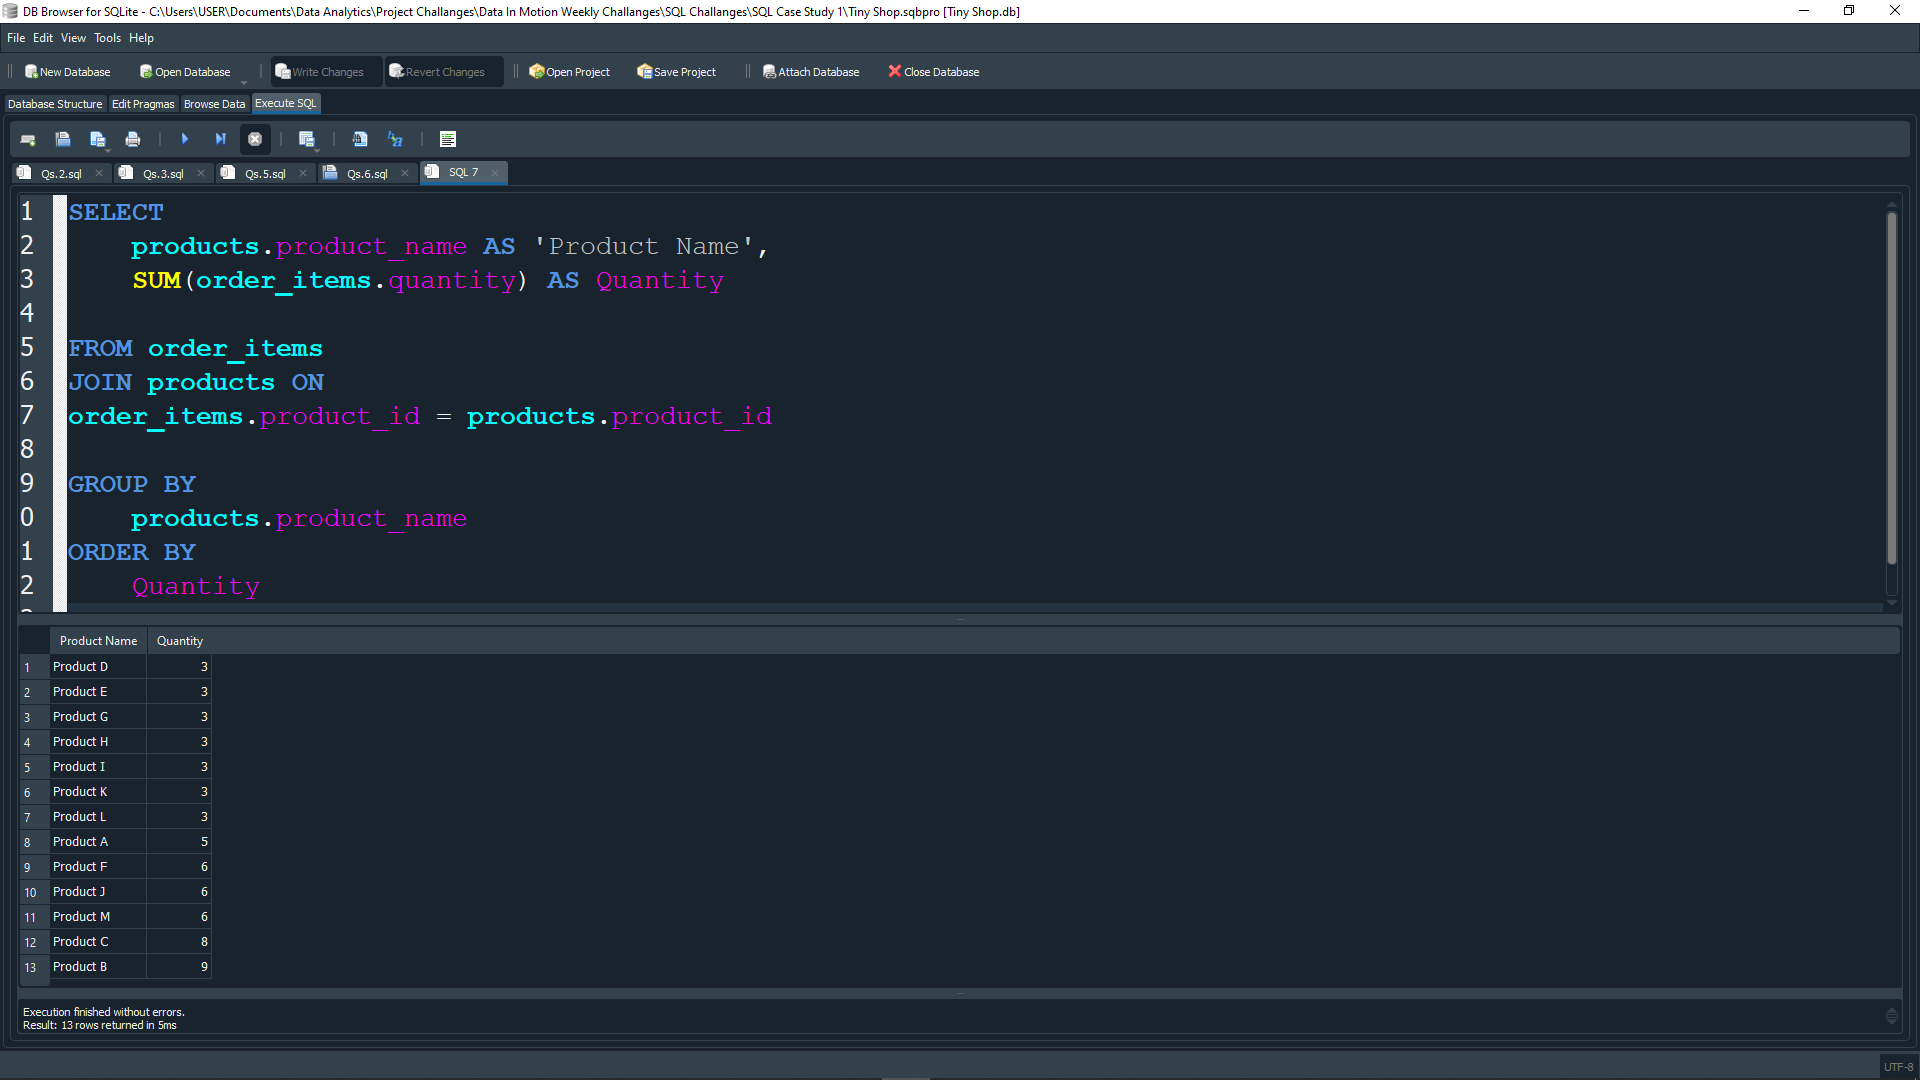 DB Browser for SQLite - C:\Users\USER\Documents\Data Analytics\Project Challanges\Data In Motion Weekly Challanges\SQL Challanges\SQL Case Study 1\Tiny Shop.sqbpro [Tiny Shop.db]
File Edit View Tools Help
New Database Open Database Write Changes Revert Changes Open Project Save Project Attach Database Close Database
Database Structure Edit Pragmas Browse Data Execute SQL
Qs.2.sql Qs.3.sql Qs.5.sql Qs.6.sql SQL 7
1 SELECT
2 products.product_name AS 'Product Name',
3 SUM(order_items.quantity) AS Quantity
4
5 FROM order_items
6 JOIN products ON
7 order_items.product_id = products.product_id
8
9 GROUP BY
0 products.product_name
1 ORDER BY
2 Quantity
Product Name Quantity
1 Product D 3
2 Product E 3
3 Product G 3
4 Product H 3
5 Product I 3
6 Product K 3
7 Product L 3
8 Product A 5
9 Product F 6
10 Product J 6
11 Product M 6
12 Product C 8
13 Product B 9
Execution finished without errors.
Result: 13 rows returned in 5ms
UTF-8